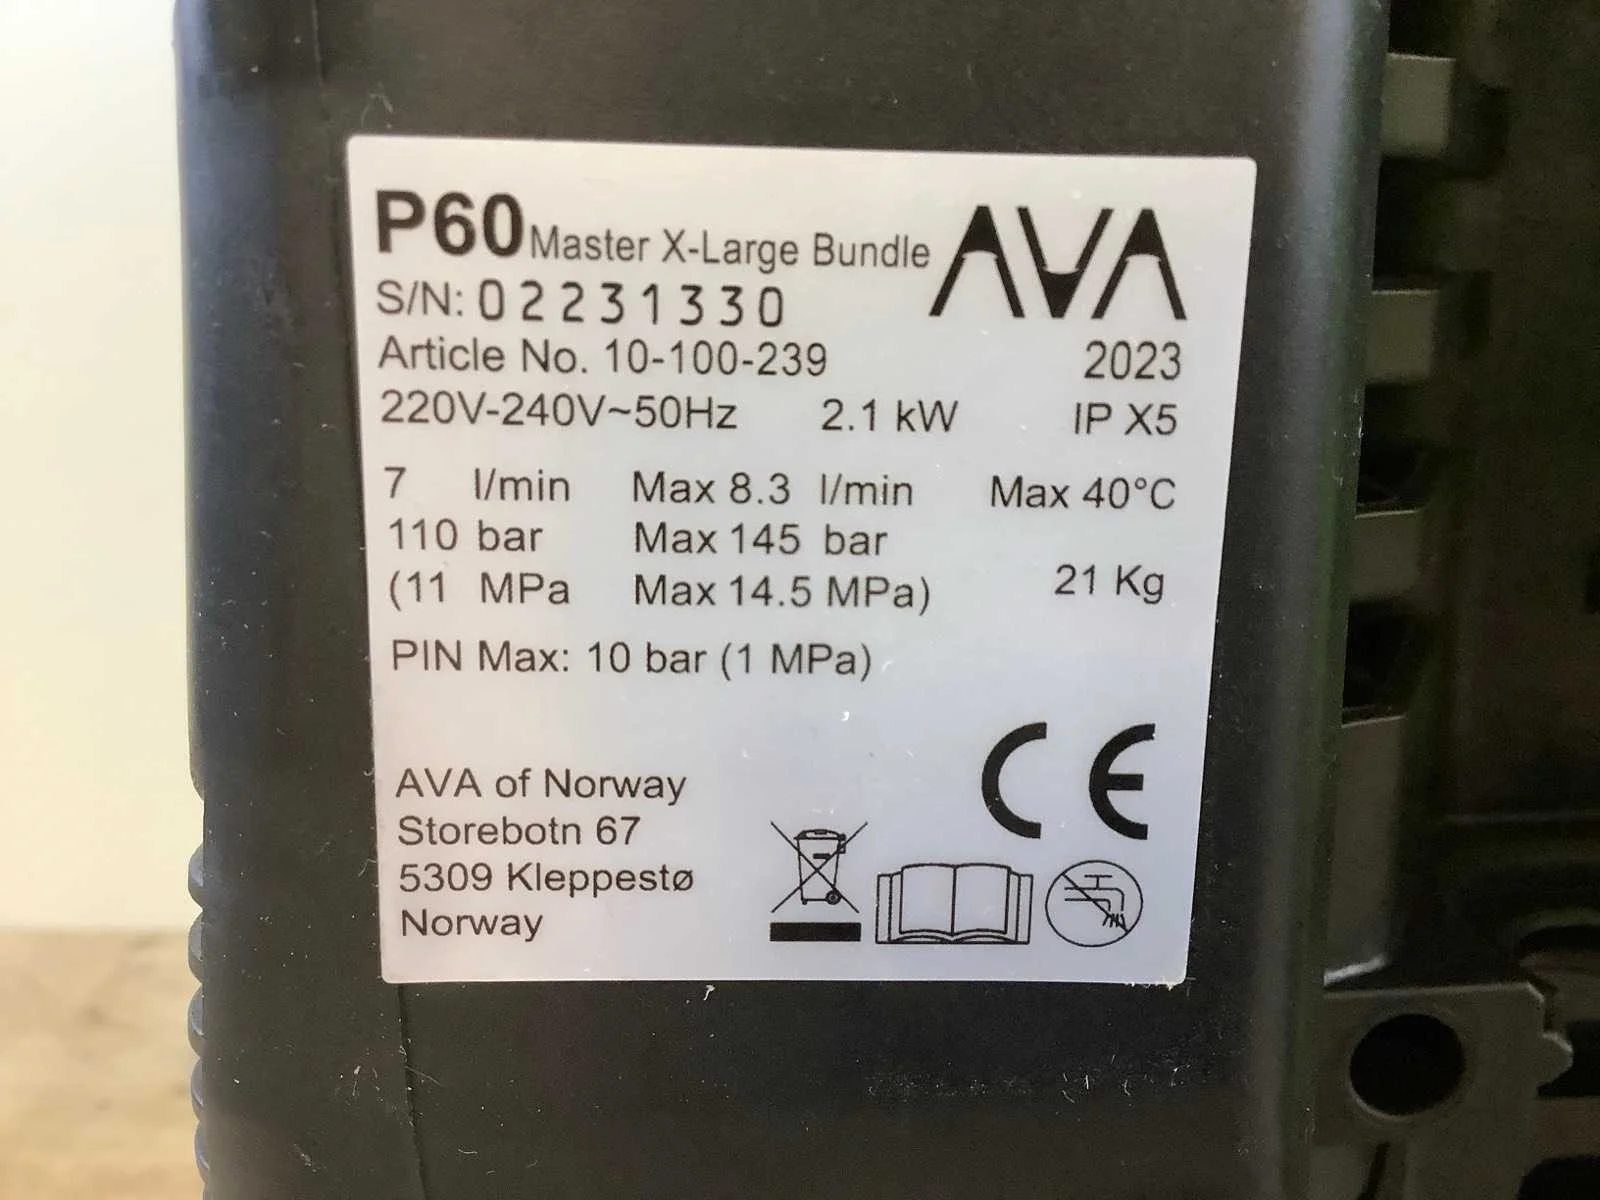 P60 Master X-Large Bundle AVA
S/N: 02231330
Article No. 10-100-239 2023
220V-240V~50Hz 2.1 kW IP X5
7 l/min Max 8.3 l/min Max 40°C
110 bar Max 145 bar
(11 MPa Max 14.5 MPa) 21 Kg
PIN Max: 10 bar (1 MPa)
CE
AVA of Norway
Storebotn 67
5309 Kleppestø
Norway